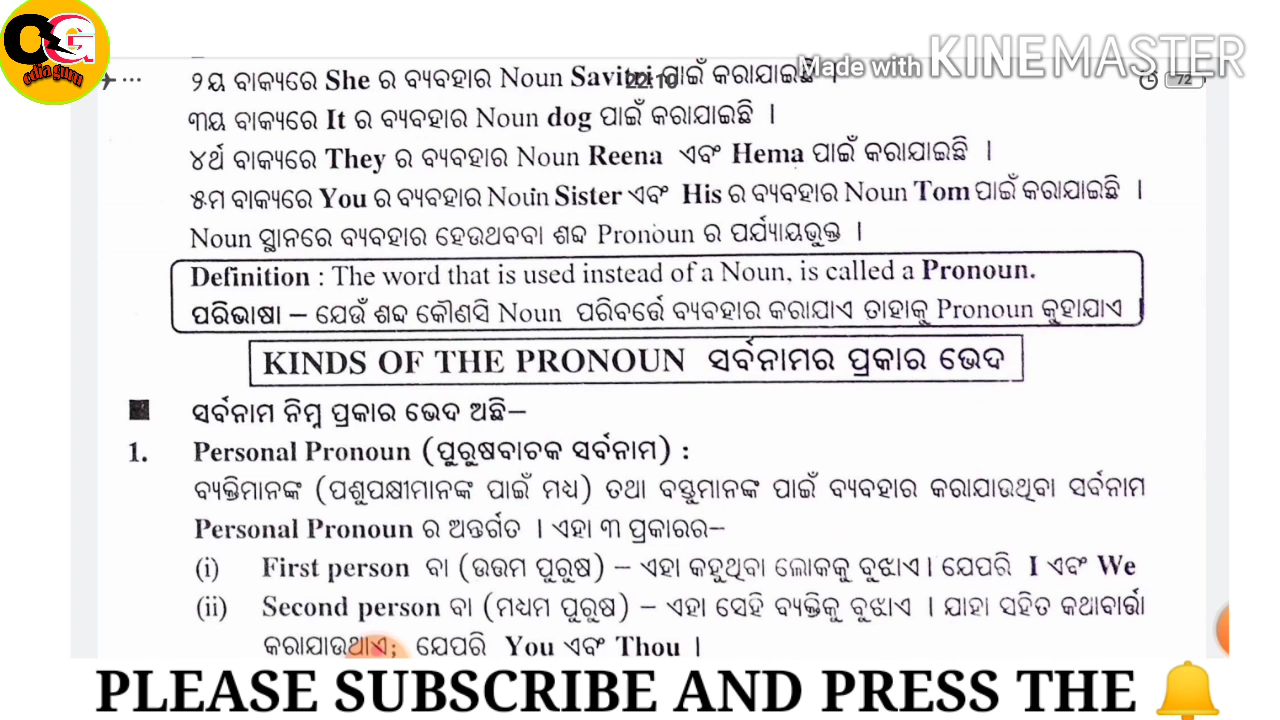 OG
odia guru
Made with KINEMASTER
22:10
72
୨ୟ ବାକ୍ୟରେ She ର ବ୍ୟବହାର Noun Savitri ପାଇଁ କରାଯାଇଛି ।
୩ୟ ବାକ୍ୟରେ It ର ବ୍ୟବହାର Noun dog ପାଇଁ କରାଯାଇଛି ।
୪ର୍ଥ ବାକ୍ୟରେ They ର ବ୍ୟବହାର Noun Reena ଏବଂ Hema ପାଇଁ କରାଯାଇଛି ।
୫ମ ବାକ୍ୟରେ You ର ବ୍ୟବହାର Noun Sister ଏବଂ His ର ବ୍ୟବହାର Noun Tom ପାଇଁ କରାଯାଇଛି ।
Noun ସ୍ଥାନରେ ବ୍ୟବହାର ହେଉଥବବା ଶବ୍ଦ Pronoun ର ପର୍ଯ୍ୟାୟଭୁକ୍ତ ।
Definition : The word that is used instead of a Noun, is called a Pronoun.
ପରିଭାଷା – ଯେଉଁ ଶବ୍ଦ କୌଣସି Noun ପରିବର୍ତ୍ତେ ବ୍ୟବହାର କରାଯାଏ ତାହାକୁ Pronoun କୁହାଯାଏ ।
KINDS OF THE PRONOUN ସର୍ବନାମର ପ୍ରକାର ଭେଦ
ସର୍ବନାମ ନିମ୍ନ ପ୍ରକାର ଭେଦ ଅଛି–
1. Personal Pronoun (ପୁରୁଷବାଚକ ସର୍ବନାମ) :
ବ୍ୟକ୍ତିମାନଙ୍କ (ପଶୁପକ୍ଷୀମାନଙ୍କ ପାଇଁ ମଧ୍ୟ) ତଥା ବସ୍ତୁମାନଙ୍କ ପାଇଁ ବ୍ୟବହାର କରାଯାଉଥିବା ସର୍ବନାମ
Personal Pronoun ର ଅନ୍ତର୍ଗତ । ଏହା ୩ ପ୍ରକାରର–
(i) First person ବା (ଉତ୍ତମ ପୁରୁଷ) – ଏହା କହୁଥିବା ଲୋକକୁ ବୁଝାଏ। ଯେପରି I ଏବଂ We
(ii) Second person ବା (ମଧ୍ୟମ ପୁରୁଷ) – ଏହା ସେହି ବ୍ୟକ୍ତିକୁ ବୁଝାଏ । ଯାହା ସହିତ କଥାବାର୍ତ୍ତା
କରାଯାଉଥାଏ; ଯେପରି You ଏବଂ Thou ।
PLEASE SUBSCRIBE AND PRESS THE